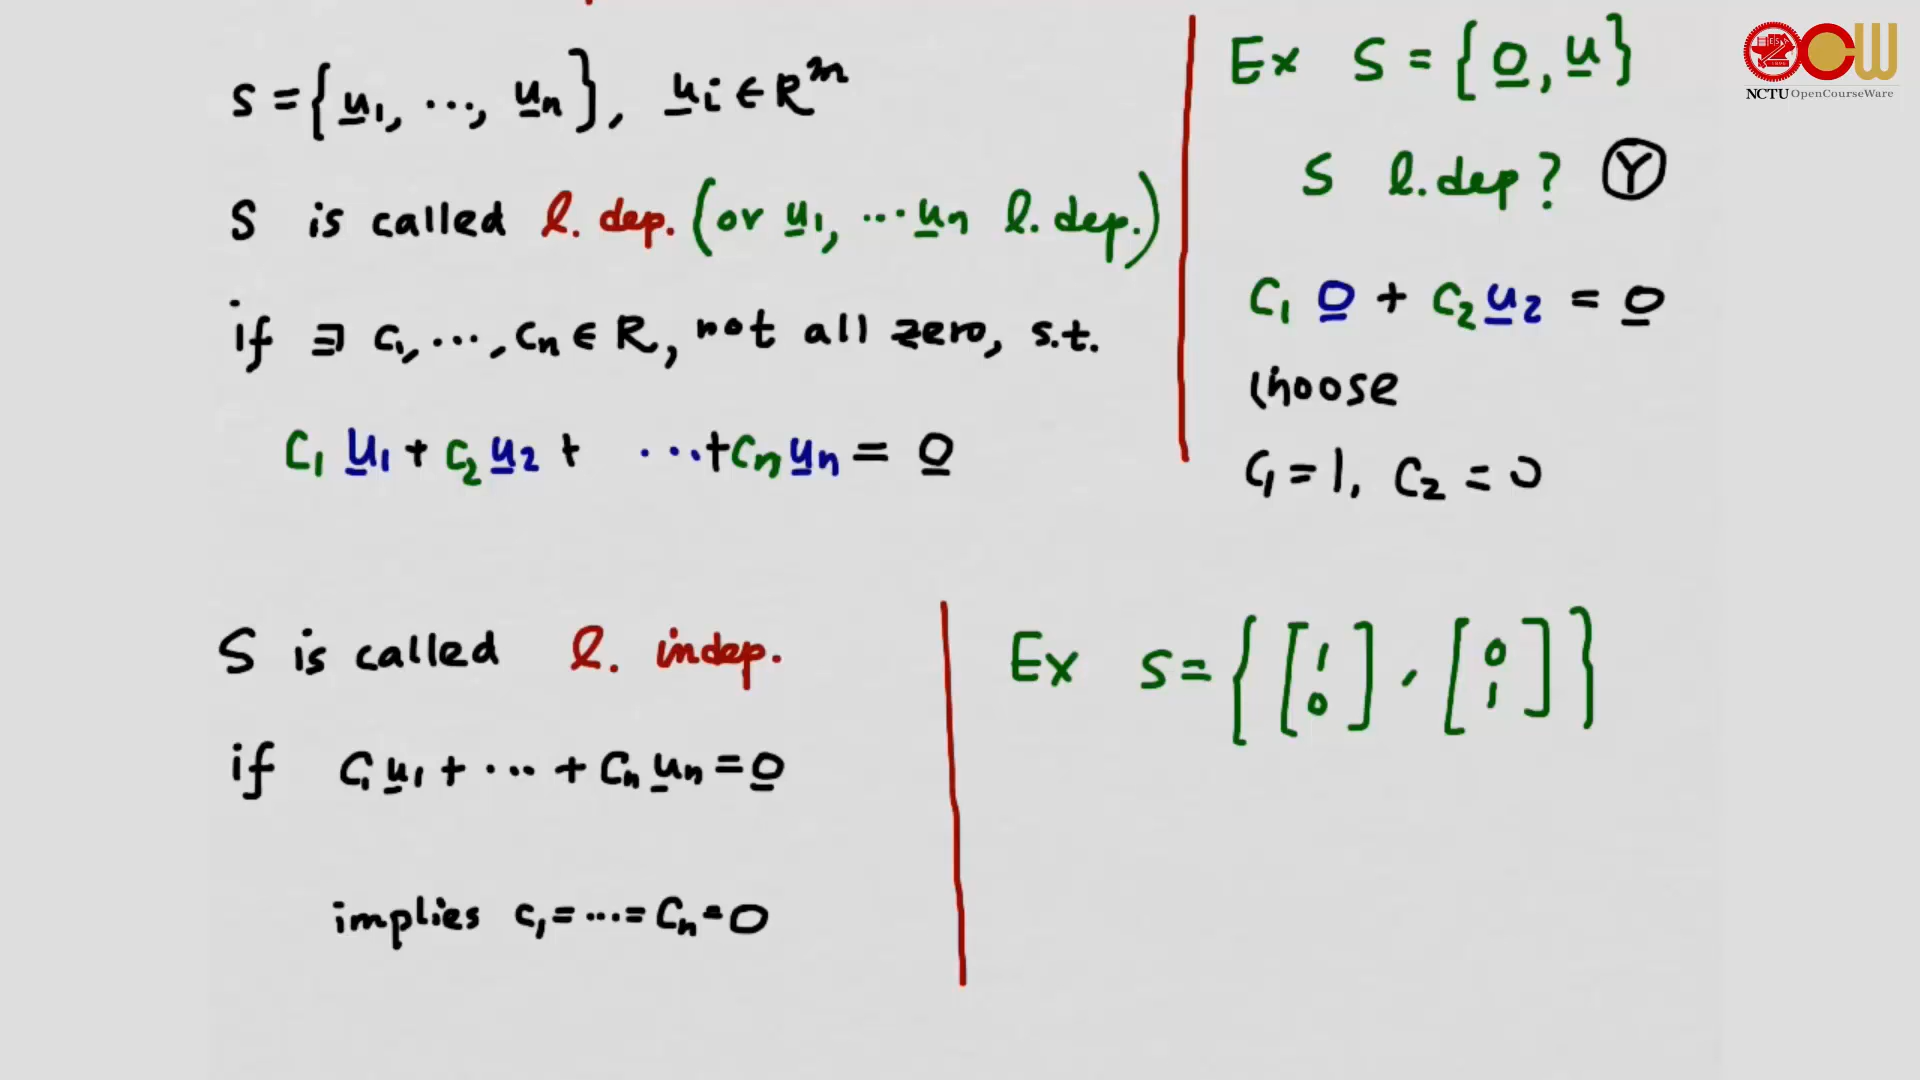 S = {u1, ..., un}, ui ∈ R^m
S is called l. dep. (or u1, ... un l. dep.)
if ∃ c1, ..., cn ∈ R, not all zero, s.t.
c1 u1 + c2 u2 + ... + cn un = 0
Ex S = {0, u}
S l. dep? Y
c1 0 + c2 u2 = 0
choose
c1 = 1, c2 = 0
S is called l. indep.
if c1 u1 + ... + cn un = 0
implies c1 = ... = cn = 0
Ex S = { [1 0], [0 1] }
OCW
NCTU OpenCourseWare